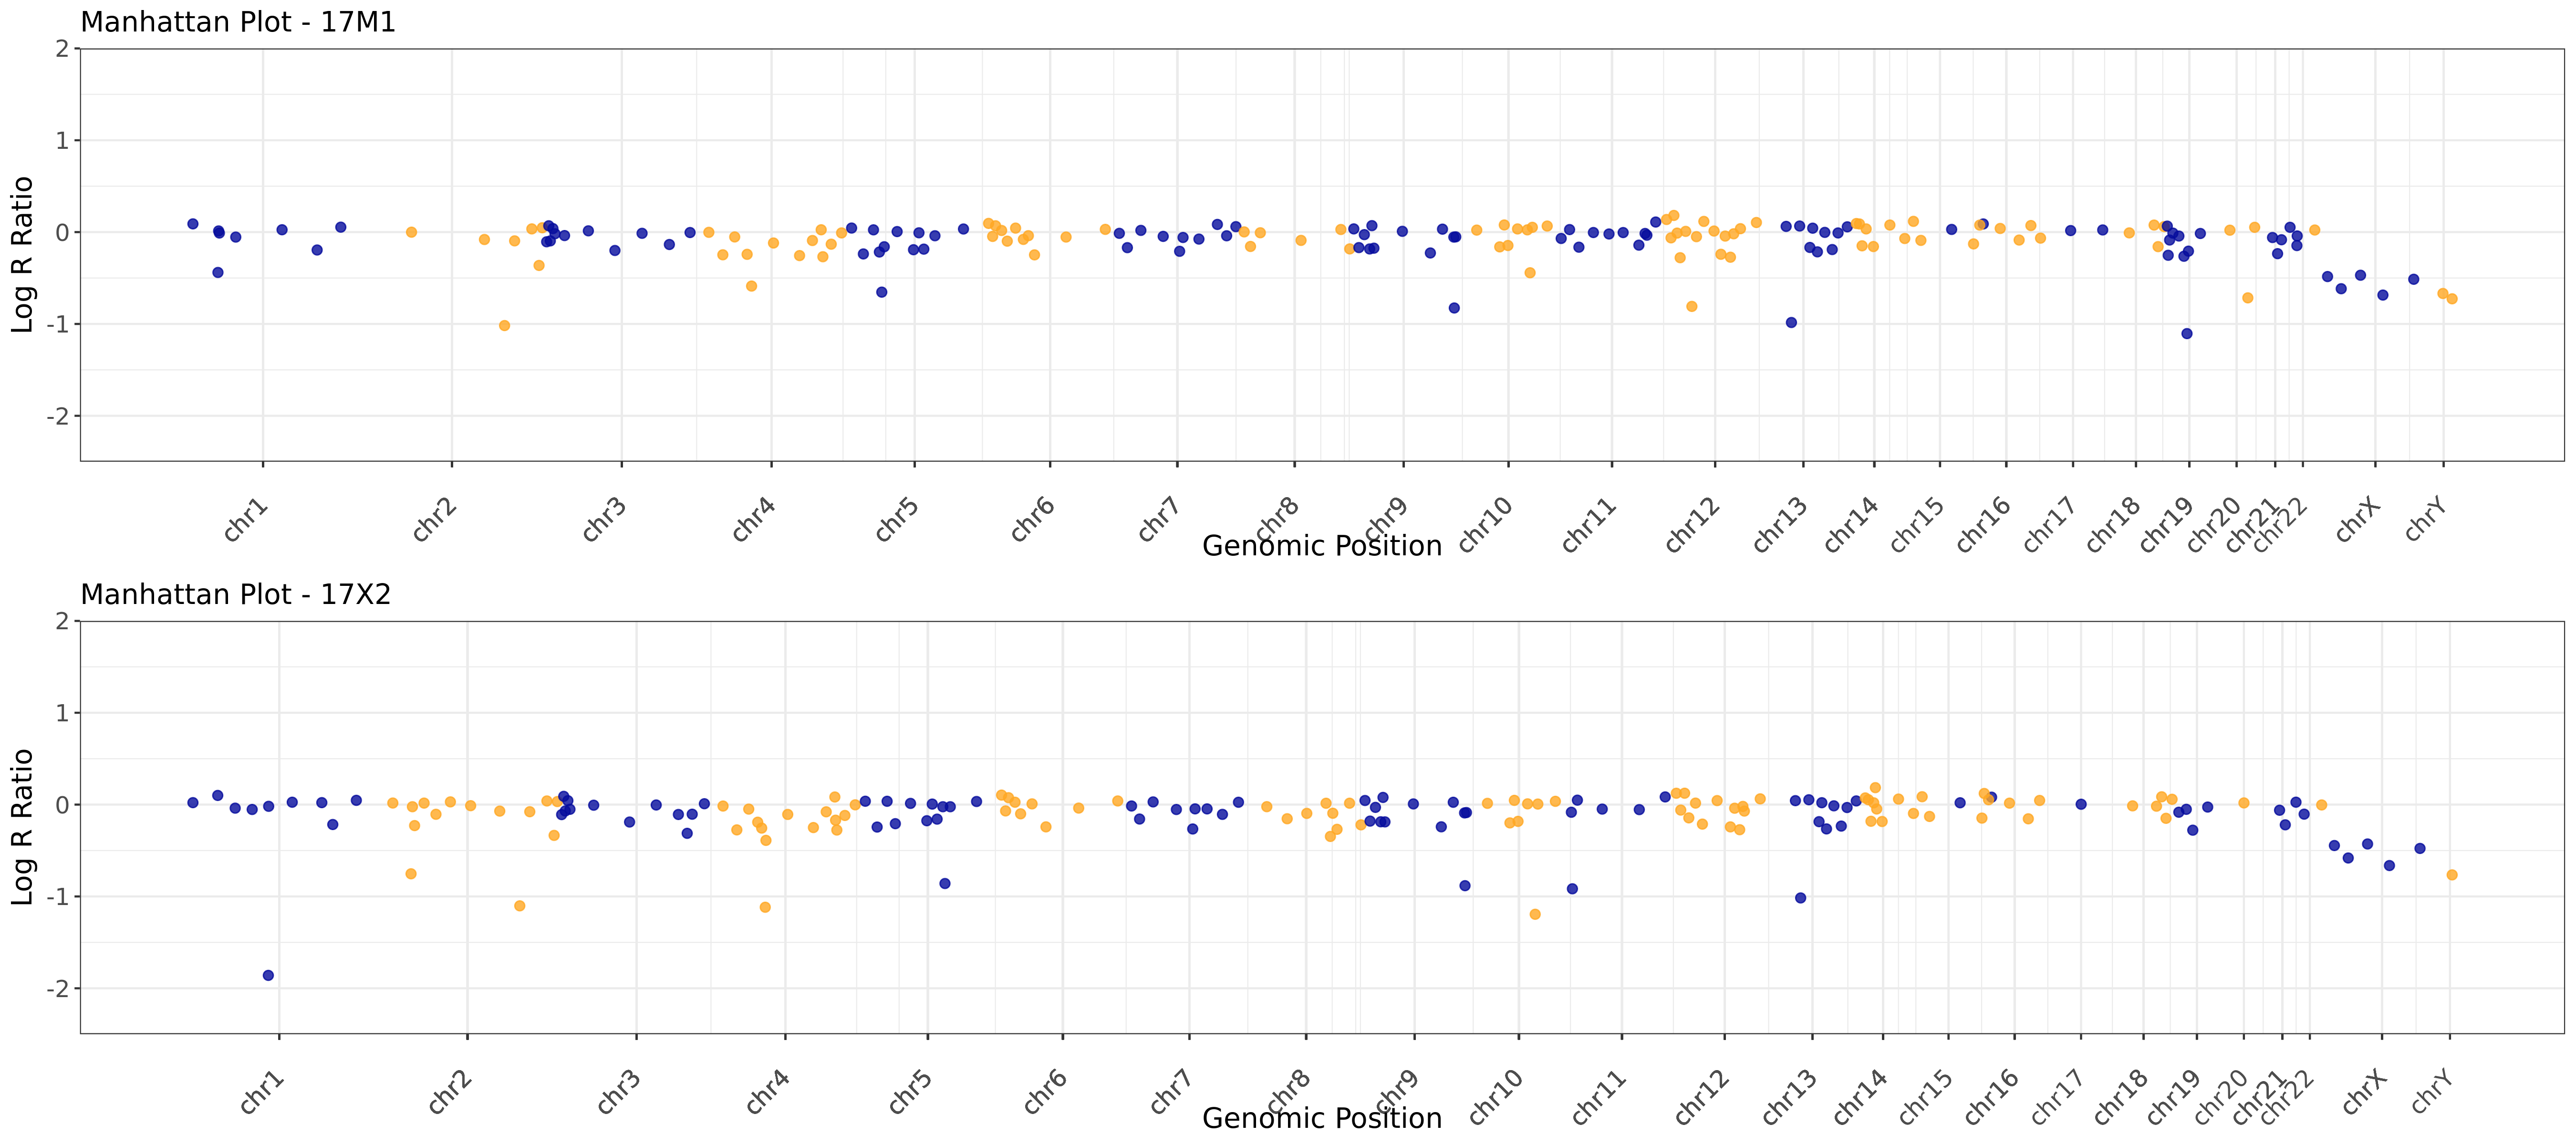 Manhattan Plot - 17M1
2
1
0
-1
-2
Log R Ratio
chr1 chr2 chr3 chr4 chr5 chr6 chr7 chr8 chr9 chr10 chr11 chr12 chr13 chr14 chr15 chr16 chr17 chr18 chr19 chr20 chr21 chr22 chrX chrY
Genomic Position
Manhattan Plot - 17X2
2
1
0
-1
-2
Log R Ratio
chr1 chr2 chr3 chr4 chr5 chr6 chr7 chr8 chr9 chr10 chr11 chr12 chr13 chr14 chr15 chr16 chr17 chr18 chr19 chr20 chr21 chr22 chrX chrY
Genomic Position